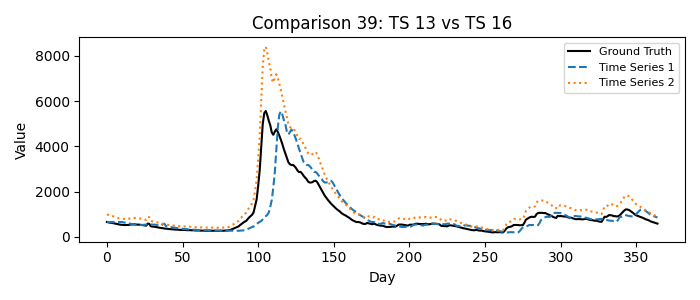 Comparison 39: TS 13 vs TS 16
Ground Truth
Time Series 1
Time Series 2
Value
8000
6000
4000
2000
0
0 50 100 150 200 250 300 350
Day